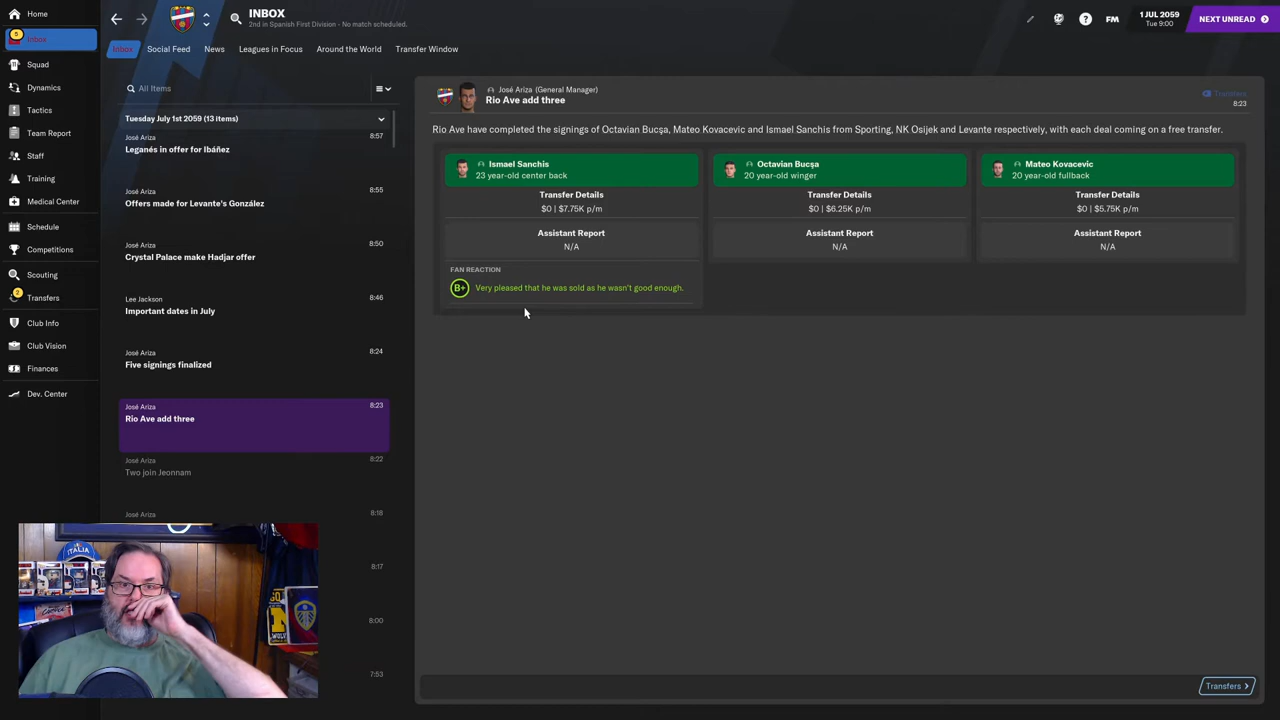 Home
INBOX
2nd in Spanish First Division - No match scheduled.
FM
1 JUL 2059
Tue 9:00
NEXT UNREAD
5
Inbox
Squad
Dynamics
Tactics
Team Report
Staff
Training
Medical Center
Schedule
Competitions
Scouting
2
Transfers
Club Info
Club Vision
Finances
Dev. Center
Inbox
Social Feed
News
Leagues in Focus
Around the World
Transfer Window
All Items
Tuesday July 1st 2059 (13 items)
José Ariza
8:57
Leganés in offer for Ibáñez
José Ariza
8:55
Offers made for Levante's González
José Ariza
8:50
Crystal Palace make Hadjar offer
Lee Jackson
8:46
Important dates in July
José Ariza
8:24
Five signings finalized
José Ariza
8:23
Rio Ave add three
José Ariza
8:22
Two join Jeonnam
José Ariza
8:18
8:17
8:00
7:53
José Ariza (General Manager)
Rio Ave add three
Transfers
8:23
Rio Ave have completed the signings of Octavian Bucşa, Mateo Kovacevic and Ismael Sanchis from Sporting, NK Osijek and Levante respectively, with each deal coming on a free transfer.
Ismael Sanchis
23 year-old center back
Transfer Details
$0 | $7.75K p/m
Assistant Report
N/A
FAN REACTION
B+
Very pleased that he was sold as he wasn't good enough.
Octavian Bucşa
20 year-old winger
Transfer Details
$0 | $6.25K p/m
Assistant Report
N/A
Mateo Kovacevic
20 year-old fullback
Transfer Details
$0 | $5.75K p/m
Assistant Report
N/A
Transfers
ITALIA